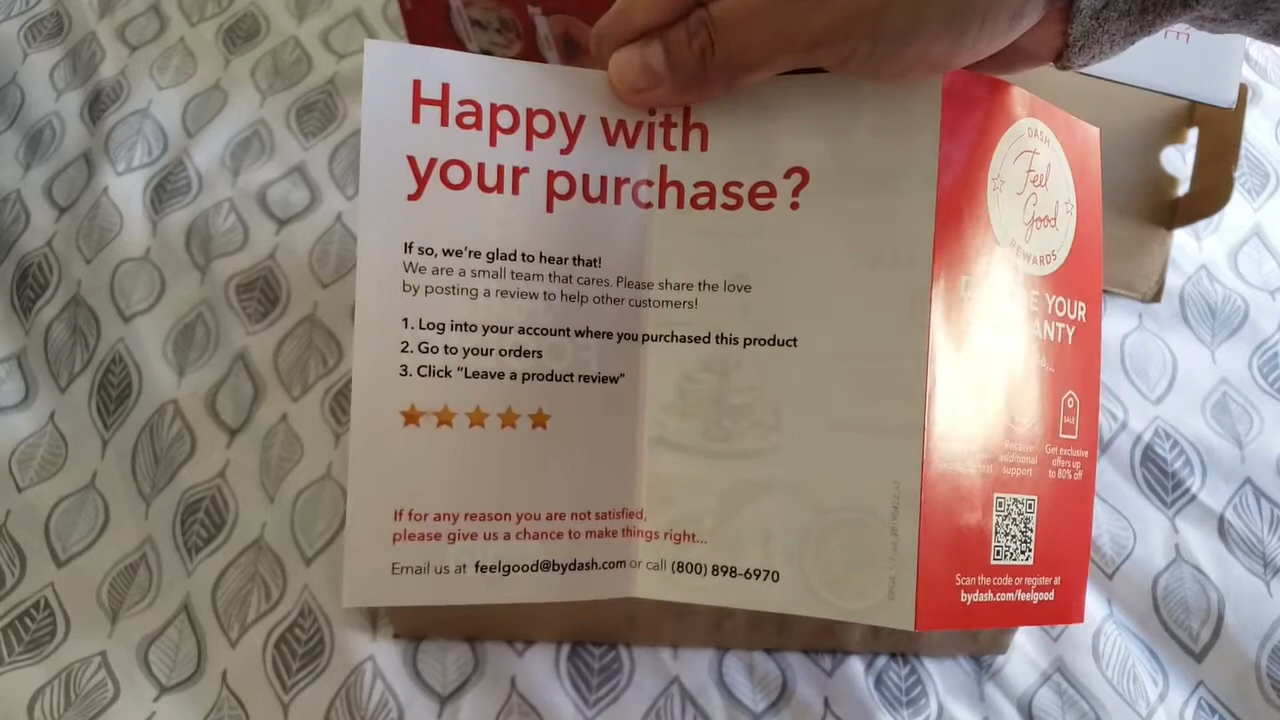 Happy with
your purchase?
If so, we're glad to hear that!
We are a small team that cares. Please share the love
by posting a review to help other customers!
1. Log into your account where you purchased this product
2. Go to your orders
3. Click “Leave a product review”
If for any reason you are not satisfied,
please give us a chance to make things right...
Email us at feelgood@bydash.com or call (800) 898-6970
DASH
Feel
Good
REWARDS
YOUR
Receive
additional
support
SALE
Get exclusive
offers up
to 80% off
Scan the code or register at
bydash.com/feelgood